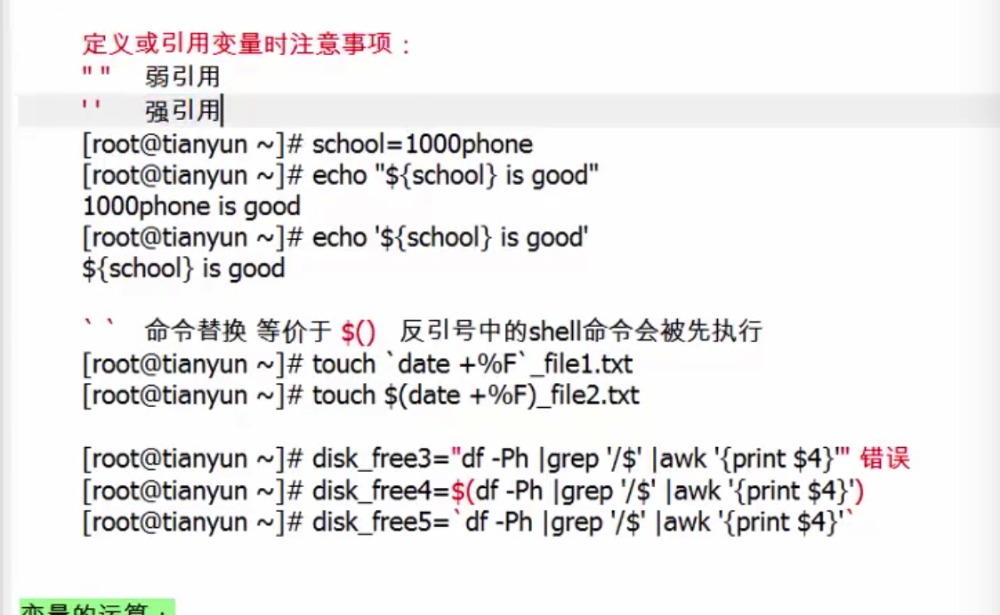 定义或引用变量时注意事项：
" "    弱引用
' '    强引用
[root@tianyun ~]# school=1000phone
[root@tianyun ~]# echo "${school} is good"
1000phone is good
[root@tianyun ~]# echo '${school} is good'
${school} is good
` `    命令替换 等价于 $()   反引号中的shell命令会被先执行
[root@tianyun ~]# touch `date +%F`_file1.txt
[root@tianyun ~]# touch $(date +%F)_file2.txt
[root@tianyun ~]# disk_free3="df -Ph |grep '/$' |awk '{print $4}'" 错误
[root@tianyun ~]# disk_free4=$(df -Ph |grep '/$' |awk '{print $4}')
[root@tianyun ~]# disk_free5=`df -Ph |grep '/$' |awk '{print $4}'`
变量的运算：